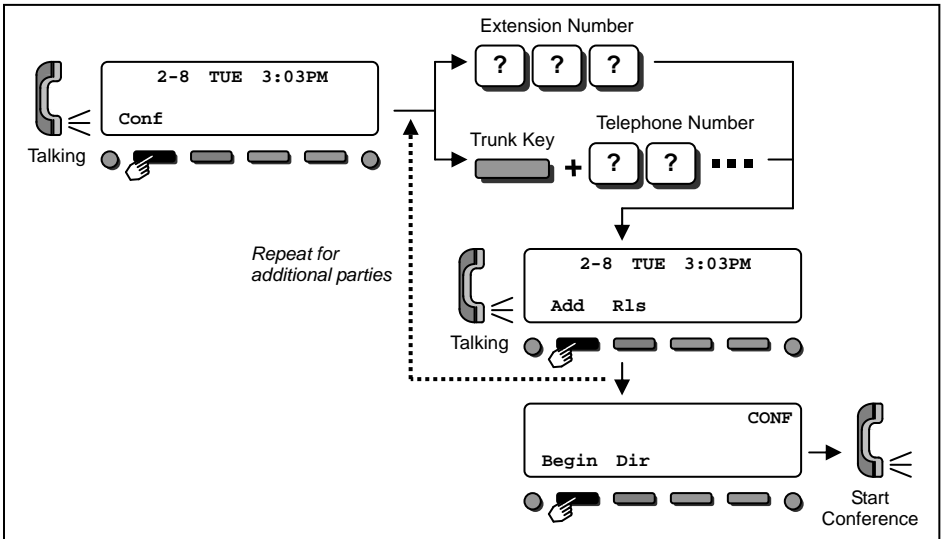 Extension Number
? ? ?
2-8 TUE 3:03PM
Conf
Talking
Trunk Key
+
Telephone Number
? ?
Repeat for
additional parties
2-8 TUE 3:03PM
Add Rls
Talking
CONF
Begin Dir
Start
Conference